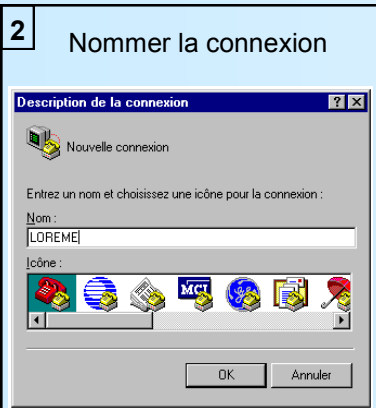 2
Nommer la connexion
Description de la connexion
Nouvelle connexion
Entrez un nom et choisissez une icône pour la connexion :
Nom :
LOREME
Icône :
MCI
OK
Annuler